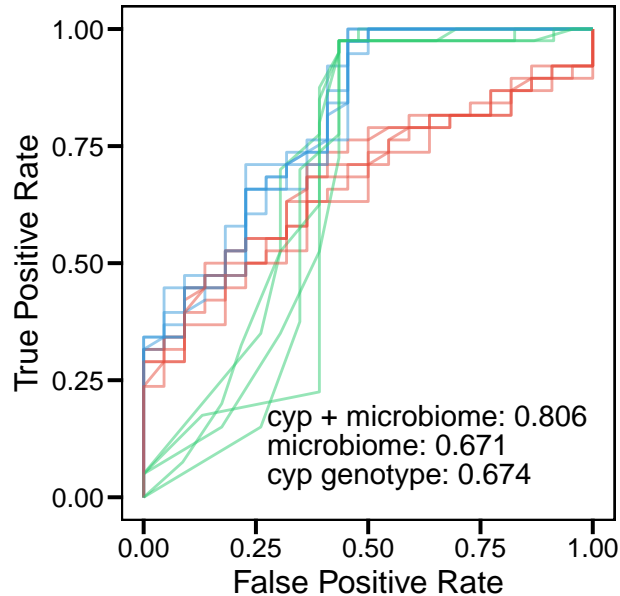 1.00
0.75
0.50
0.25
0.00
True Positive Rate
cyp + microbiome: 0.806
microbiome: 0.671
cyp genotype: 0.674
0.00 0.25 0.50 0.75 1.00
False Positive Rate